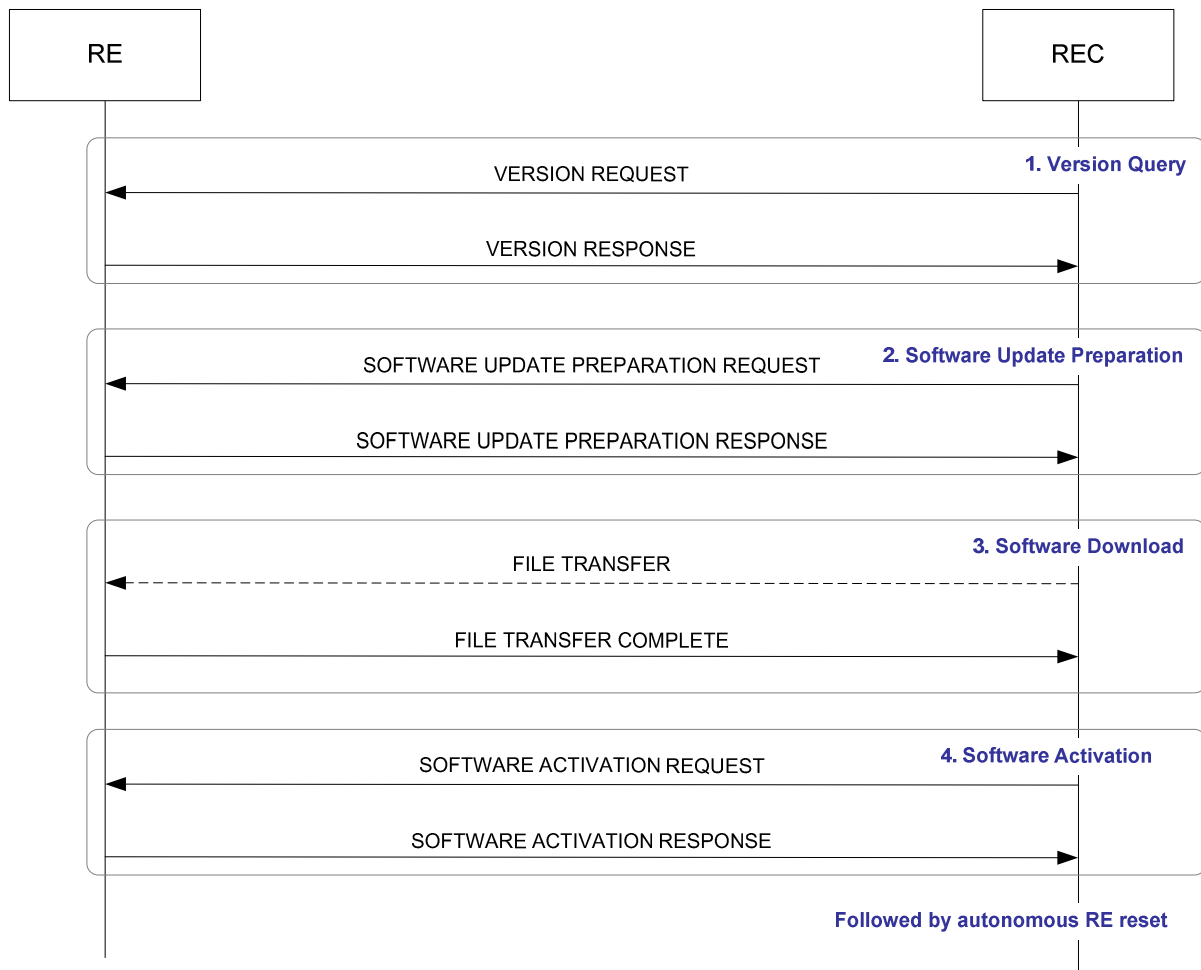 RE
REC
1. Version Query
VERSION REQUEST
VERSION RESPONSE
2. Software Update Preparation
SOFTWARE UPDATE PREPARATION REQUEST
SOFTWARE UPDATE PREPARATION RESPONSE
3. Software Download
FILE TRANSFER
FILE TRANSFER COMPLETE
4. Software Activation
SOFTWARE ACTIVATION REQUEST
SOFTWARE ACTIVATION RESPONSE
Followed by autonomous RE reset